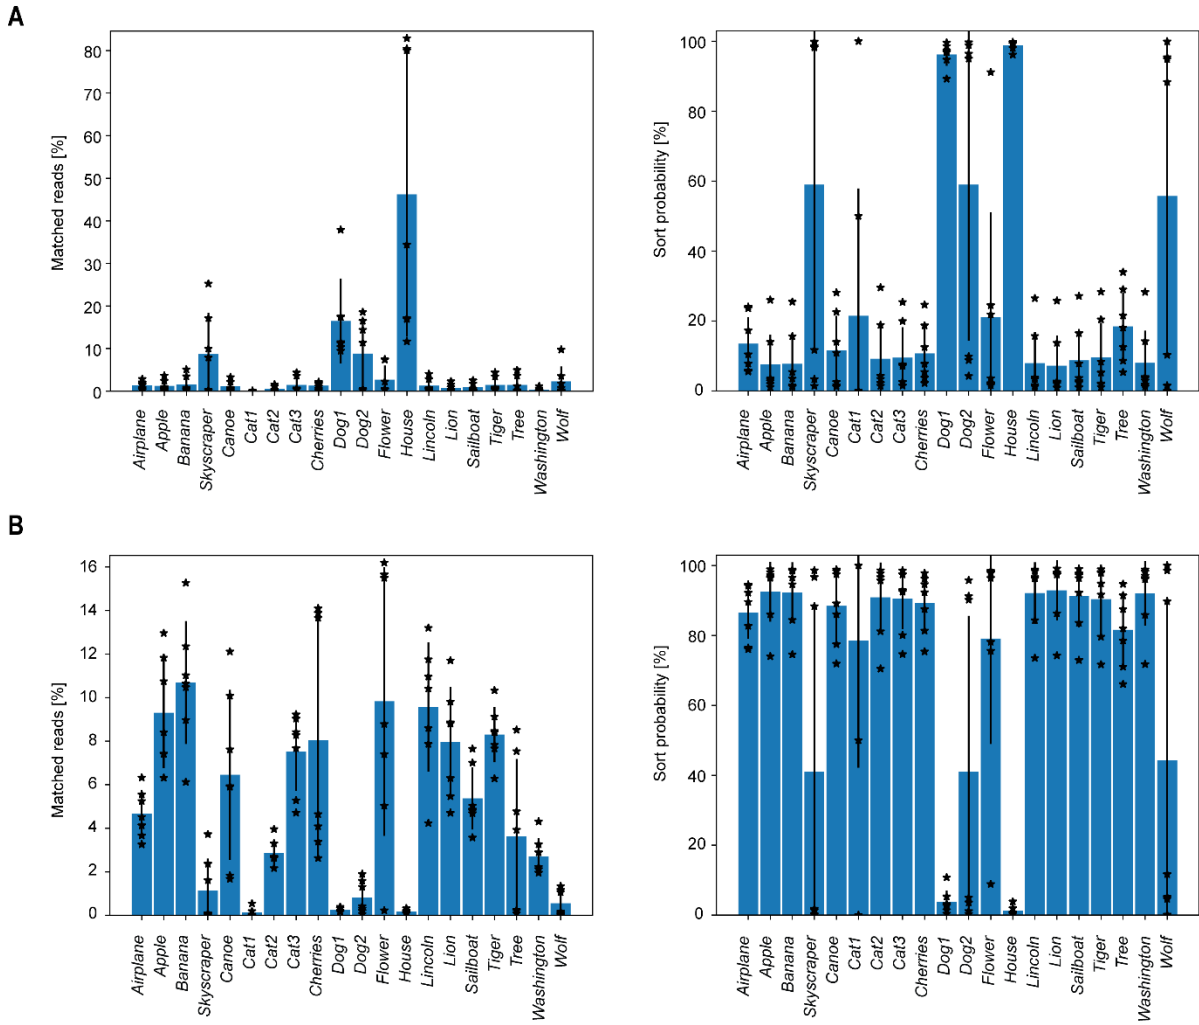 A
Matched reads [%]
80
70
60
50
40
30
20
10
0
Airplane
Apple
Banana
Skyscraper
Canoe
Cat1
Cat2
Cat3
Cherries
Dog1
Dog2
Flower
House
Lincoln
Lion
Sailboat
Tiger
Tree
Washington
Wolf
Sort probability [%]
100
80
60
40
20
0
Airplane
Apple
Banana
Skyscraper
Canoe
Cat1
Cat2
Cat3
Cherries
Dog1
Dog2
Flower
House
Lincoln
Lion
Sailboat
Tiger
Tree
Washington
Wolf
B
Matched reads [%]
16
14
12
10
8
6
4
2
0
Airplane
Apple
Banana
Skyscraper
Canoe
Cat1
Cat2
Cat3
Cherries
Dog1
Dog2
Flower
House
Lincoln
Lion
Sailboat
Tiger
Tree
Washington
Wolf
Sort probability [%]
100
80
60
40
20
0
Airplane
Apple
Banana
Skyscraper
Canoe
Cat1
Cat2
Cat3
Cherries
Dog1
Dog2
Flower
House
Lincoln
Lion
Sailboat
Tiger
Tree
Washington
Wolf